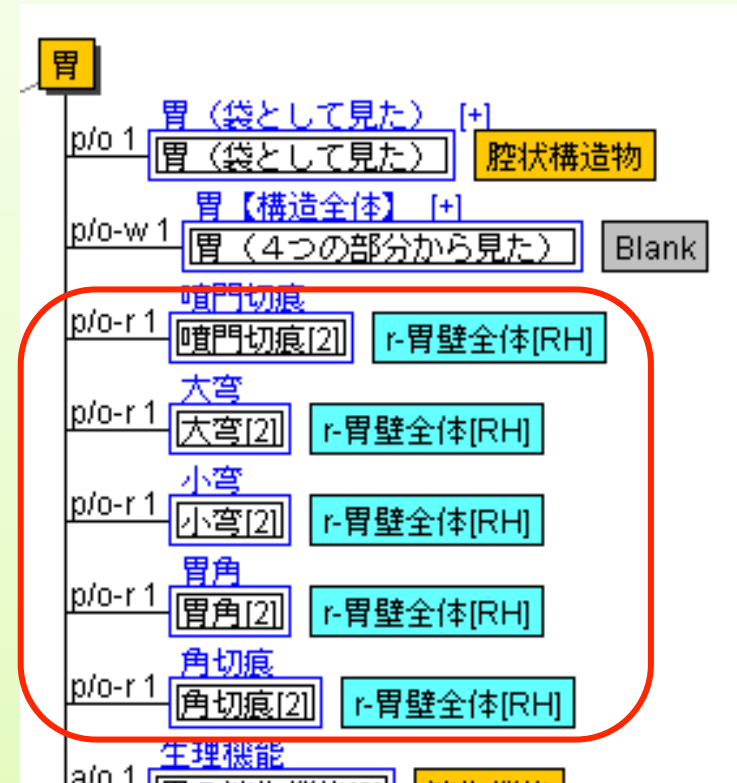 胃
胃（袋として見た） [+]
p/o 1 胃（袋として見た） 腔状構造物
胃【構造全体】 [+]
p/o-w 1 胃（４つの部分から見た） Blank
噴門切痕
p/o-r 1 噴門切痕[2] r-胃壁全体[RH]
大弯
p/o-r 1 大弯[2] r-胃壁全体[RH]
小弯
p/o-r 1 小弯[2] r-胃壁全体[RH]
胃角
p/o-r 1 胃角[2] r-胃壁全体[RH]
角切痕
p/o-r 1 角切痕[2] r-胃壁全体[RH]
生理機能
a/o 1